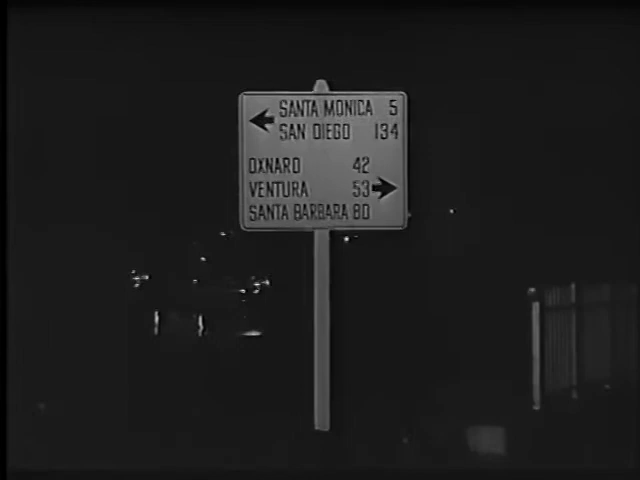 SANTA MONICA 5
SAN DIEGO 134
OXNARD 42
VENTURA 53
SANTA BARBARA 80